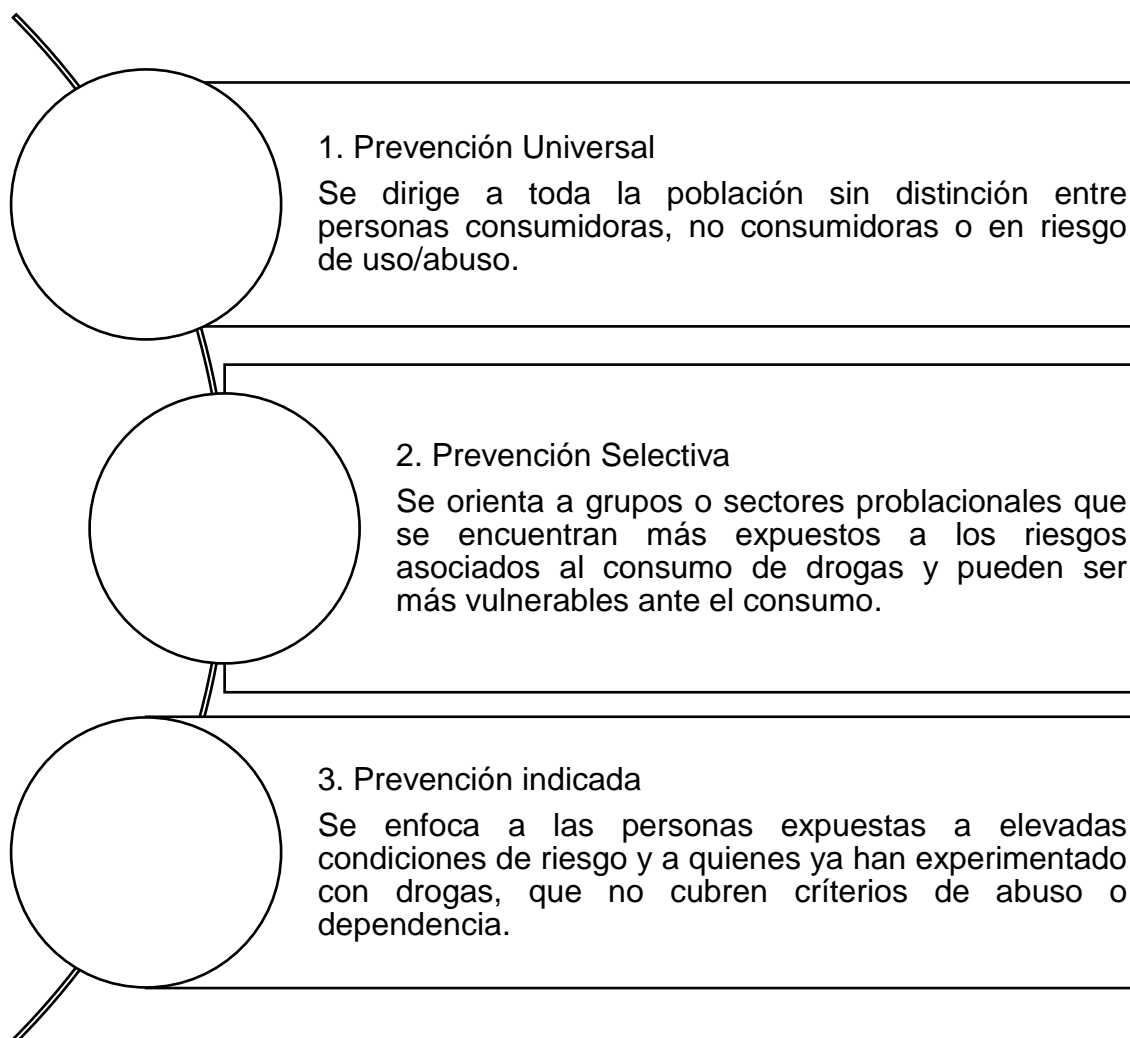 1. Prevención Universal
Se dirige a toda la población sin distinción entre
personas consumidoras, no consumidoras o en riesgo
de uso/abuso.
2. Prevención Selectiva
Se orienta a grupos o sectores problacionales que
se encuentran más expuestos a los riesgos
asociados al consumo de drogas y pueden ser
más vulnerables ante el consumo.
3. Prevención indicada
Se enfoca a las personas expuestas a elevadas
condiciones de riesgo y a quienes ya han experimentado
con drogas, que no cubren críterios de abuso o
dependencia.